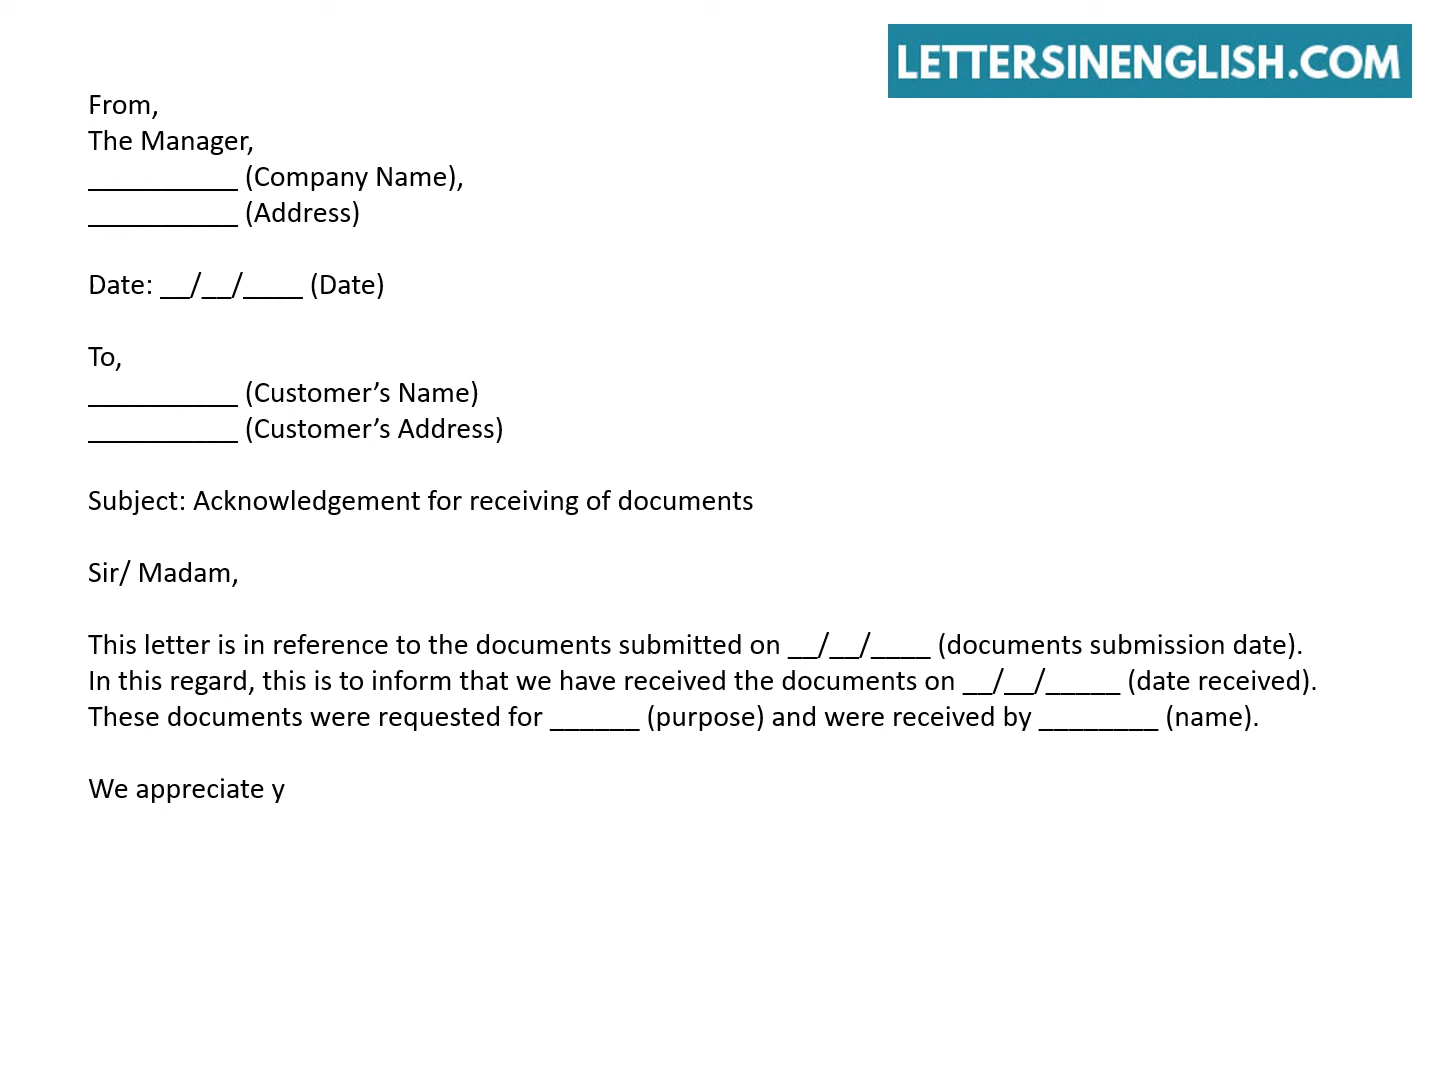 LETTERSINENGLISH.COM
From,
The Manager,
__________ (Company Name),
__________ (Address)
Date: __/__/____ (Date)
To,
__________ (Customer’s Name)
__________ (Customer’s Address)
Subject: Acknowledgement for receiving of documents
Sir/ Madam,
This letter is in reference to the documents submitted on __/__/____ (documents submission date).
In this regard, this is to inform that we have received the documents on __/__/_____ (date received).
These documents were requested for ______ (purpose) and were received by ________ (name).
We appreciate y